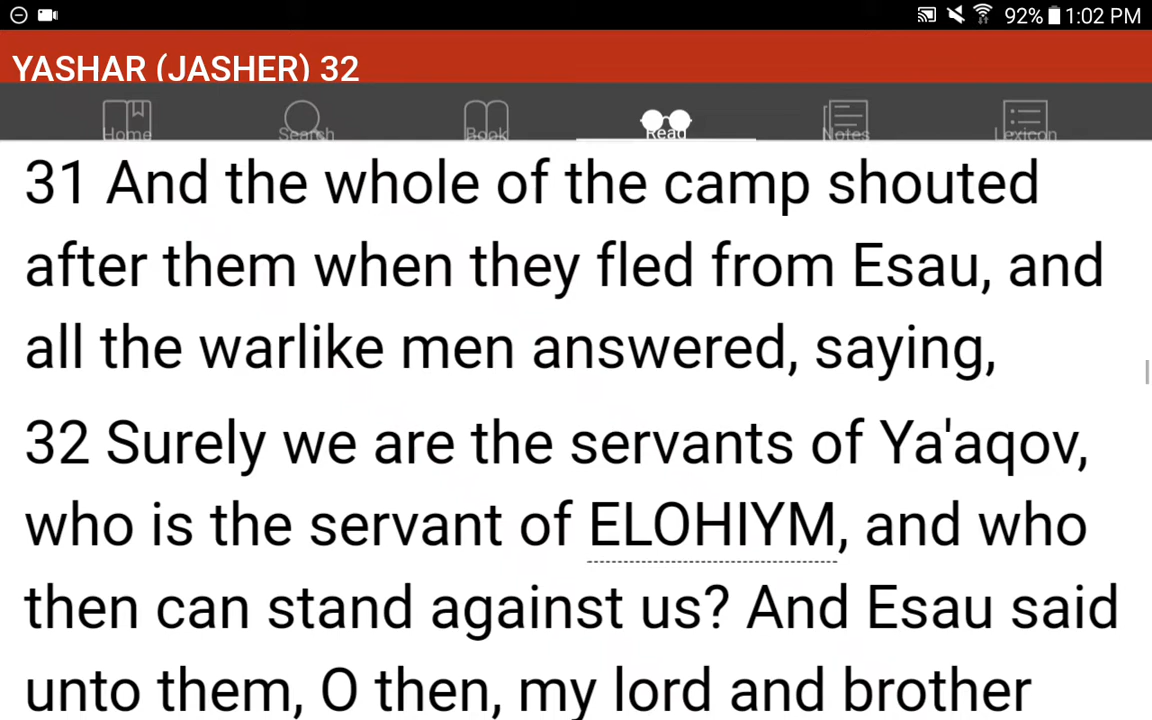 92% 1:02 PM
YASHAR (JASHER) 32
Home Search Book Read Notes Lexicon
31 And the whole of the camp shouted
after them when they fled from Esau, and
all the warlike men answered, saying,
32 Surely we are the servants of Ya'aqov,
who is the servant of ELOHIYM, and who
then can stand against us? And Esau said
unto them, O then, my lord and brother